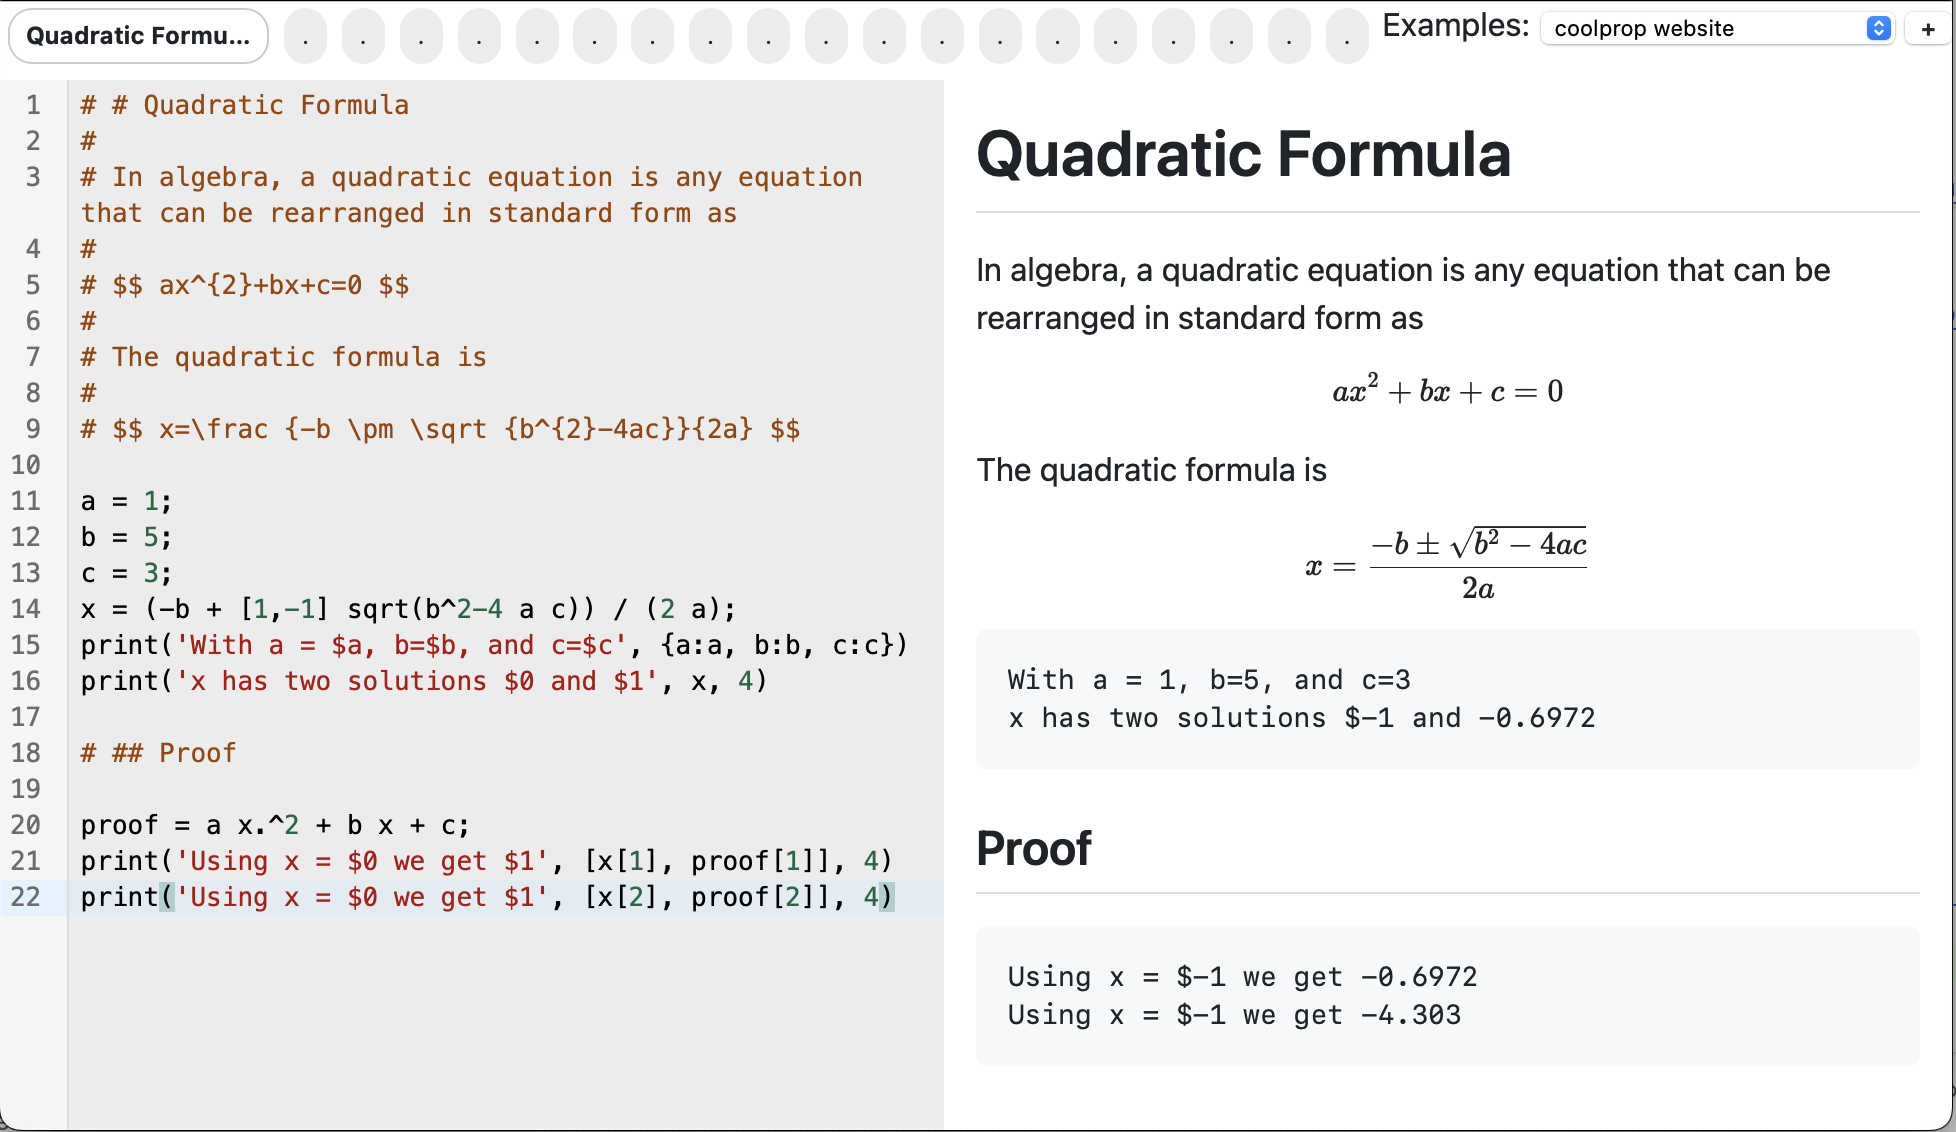 Quadratic Formu... . . . . . . . . . . . . . . . . . . . Examples: coolprop website +
1 # # Quadratic Formula
2 #
3 # In algebra, a quadratic equation is any equation
that can be rearranged in standard form as
4 #
5 # $$ ax^{2}+bx+c=0 $$
6 #
7 # The quadratic formula is
8 #
9 # $$ x=\frac {-b \pm \sqrt {b^{2}-4ac}}{2a} $$
10
11 a = 1;
12 b = 5;
13 c = 3;
14 x = (-b + [1,-1] sqrt(b^2-4 a c)) / (2 a);
15 print('With a = $a, b=$b, and c=$c', {a:a, b:b, c:c})
16 print('x has two solutions $0 and $1', x, 4)
17
18 # ## Proof
19
20 proof = a x.^2 + b x + c;
21 print('Using x = $0 we get $1', [x[1], proof[1]], 4)
22 print('Using x = $0 we get $1', [x[2], proof[2]], 4)
Quadratic Formula
In algebra, a quadratic equation is any equation that can be
rearranged in standard form as
ax² + bx + c = 0
The quadratic formula is
x = \frac{-b ± \sqrt{b² − 4ac}}{2a}
With a = 1, b=5, and c=3
x has two solutions $-1 and -0.6972
Proof
Using x = $-1 we get -0.6972
Using x = $-1 we get -4.303